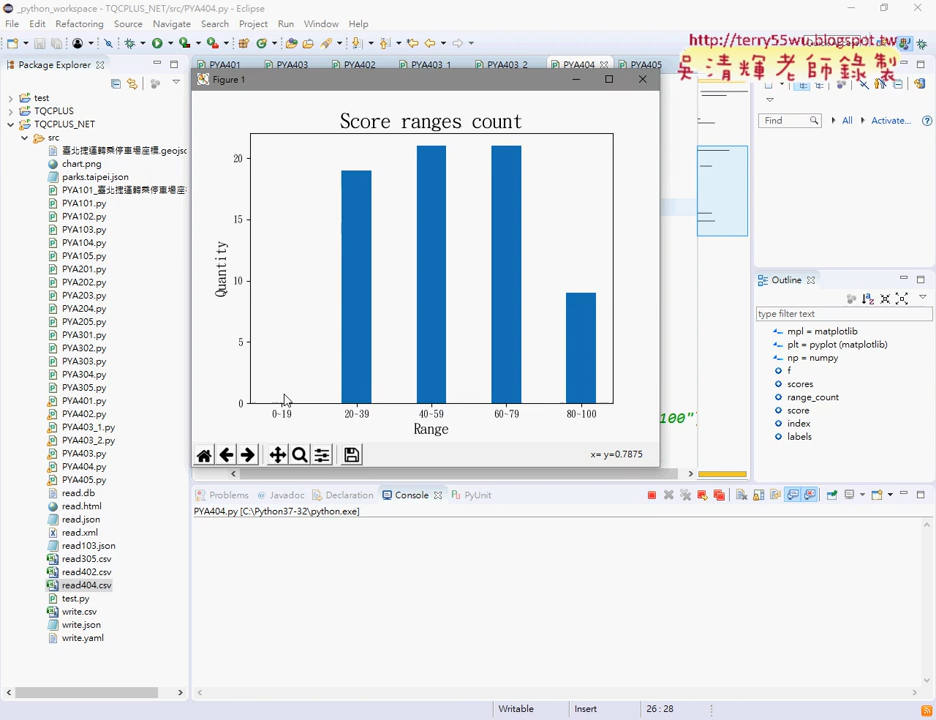 _python_workspace - TQCPLUS_NET/src/PYA404.py - Eclipse
File Edit Refactoring Source Navigate Search Project Run Window Help
http://terry55wu.blogspot.tw
吳清輝老師錄製
Package Explorer
PYA401
PYA403
PYA402
PYA403_1
PYA403_2
PYA404
PYA405
test
TQCPLUS
TQCPLUS_NET
src
臺北捷運轉乘停車場座標.geojso
chart.png
parks.taipei.json
PYA101_臺北捷運轉乘停車場座
PYA101.py
PYA102.py
PYA103.py
PYA104.py
PYA105.py
PYA201.py
PYA202.py
PYA203.py
PYA204.py
PYA205.py
PYA301.py
PYA302.py
PYA303.py
PYA304.py
PYA305.py
PYA401.py
PYA402.py
PYA403_1.py
PYA403_2.py
PYA403.py
PYA404.py
PYA405.py
read.db
read.html
read.json
read.xml
read103.json
read305.csv
read402.csv
read404.csv
test.py
write.csv
write.json
write.yaml
Figure 1
Score ranges count
Quantity
20
15
10
5
0
0~19 20~39 40~59 60~79 80~100
Range
x= y=0.7875
100"]
Find
All
Activate...
Outline
type filter text
mpl = matplotlib
plt = pyplot (matplotlib)
np = numpy
f
scores
range_count
score
index
labels
Problems Javadoc Declaration Console PyUnit
PYA404.py [C:\Python37-32\python.exe]
Writable Insert 26 : 28